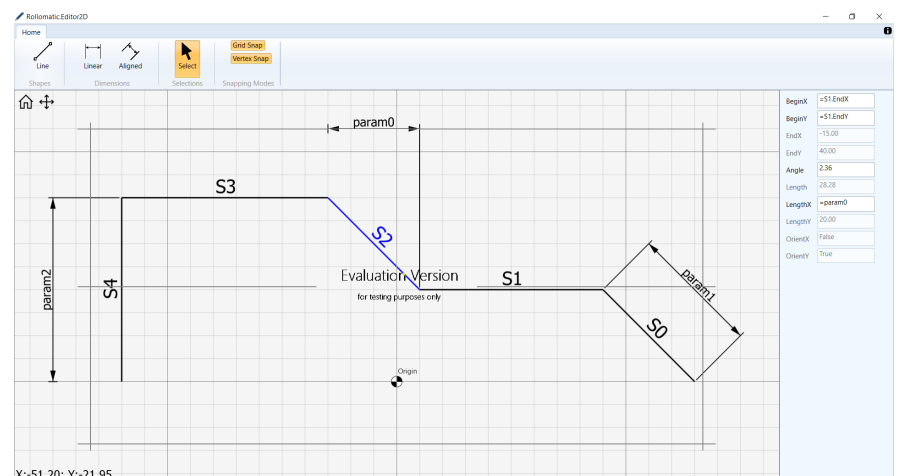 Rollomatic.Editor2D
Home
Line
Linear
Aligned
Select
Grid Snap
Vertex Snap
Shapes
Dimensions
Selections
Snapping Modes
BeginX =S1.EndX
BeginY =S1.EndY
EndX -15.00
EndY 40.00
Angle 2.36
Length 28.28
LengthX =param0
LengthY 20.00
OrientX False
OrientY True
param0
S3
S2
param2
S4
Evaluation Version
for testing purposes only
S1
param1
S0
Origin
X:-51.20; Y:-21.95